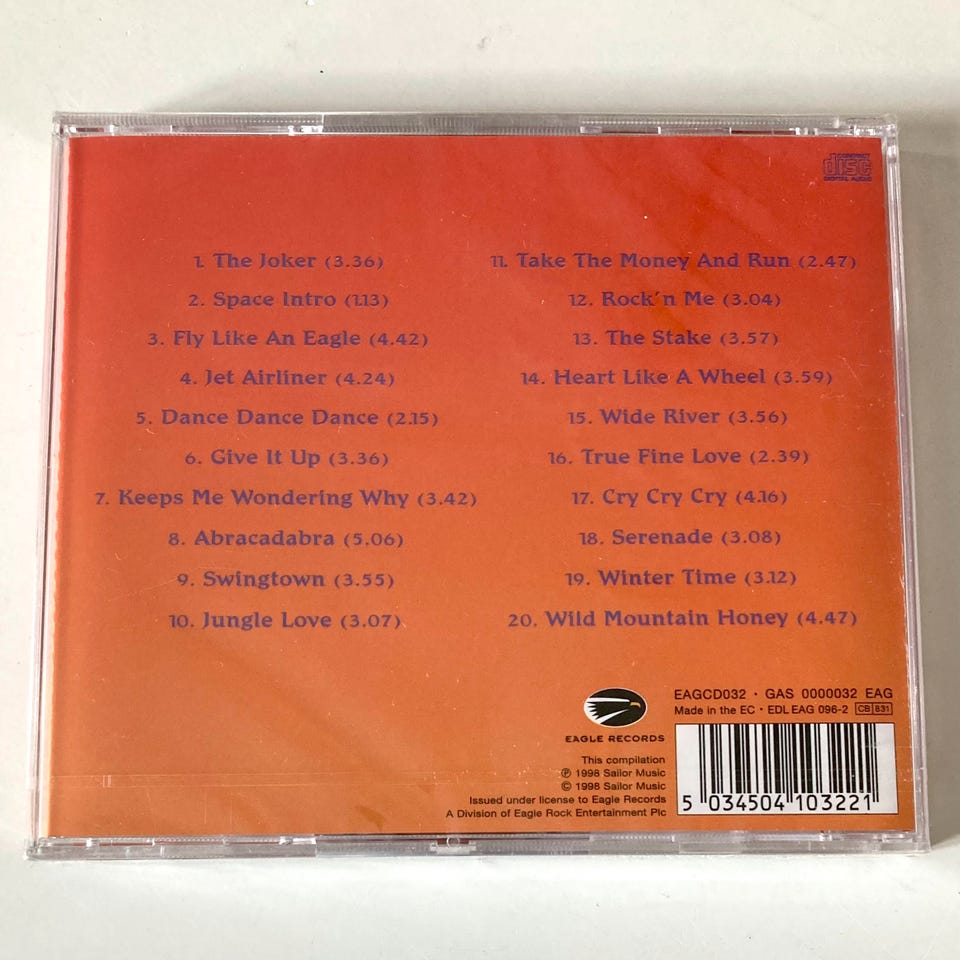 COMPACT
disc
DIGITAL AUDIO
1. The Joker (3.36)
2. Space Intro (1.13)
3. Fly Like An Eagle (4.42)
4. Jet Airliner (4.24)
5. Dance Dance Dance (2.15)
6. Give It Up (3.36)
7. Keeps Me Wondering Why (3.42)
8. Abracadabra (5.06)
9. Swingtown (3.55)
10. Jungle Love (3.07)
11. Take The Money And Run (2.47)
12. Rock'n Me (3.04)
13. The Stake (3.57)
14. Heart Like A Wheel (3.59)
15. Wide River (3.56)
16. True Fine Love (2.39)
17. Cry Cry Cry (4.16)
18. Serenade (3.08)
19. Winter Time (3.12)
20. Wild Mountain Honey (4.47)
EAGLE RECORDS
EAGCD032 · GAS 0000032 EAG
Made in the EC · EDL EAG 096-2 CB 831
This compilation
℗ 1998 Sailor Music
© 1998 Sailor Music
Issued under license to Eagle Records
A Division of Eagle Rock Entertainment Plc
5 034504 103221